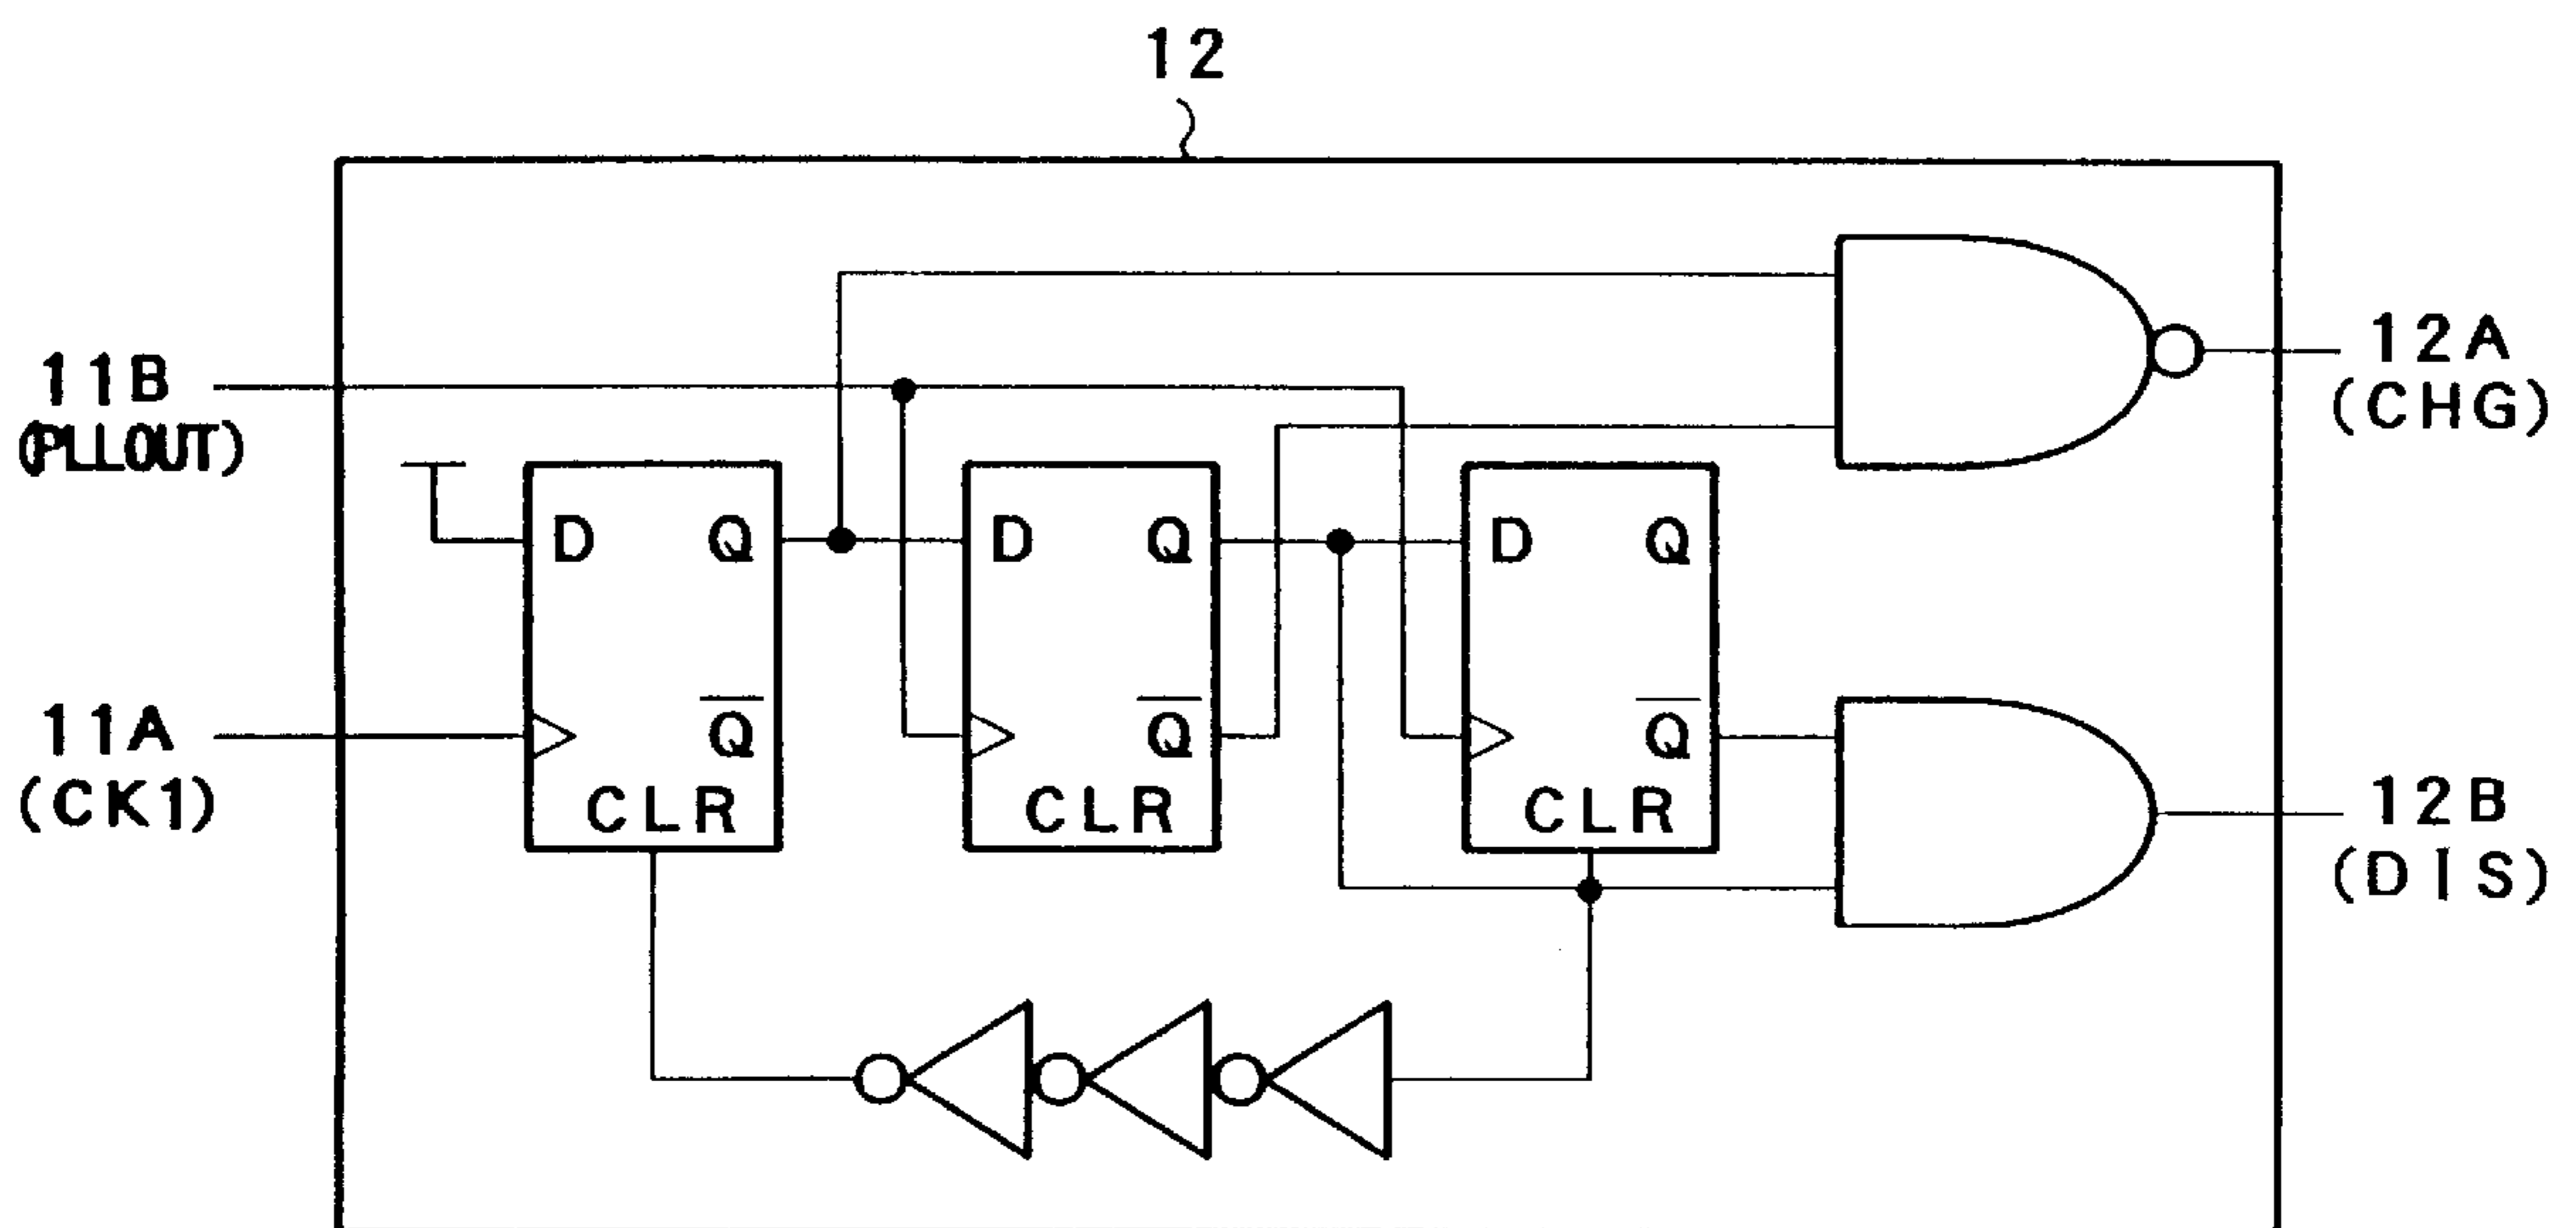 12
11B
(PLLOUT)
11A
(CK1)
D Q
Q̅
CLR
D Q
Q̅
CLR
D Q
Q̅
CLR
12A
(CHG)
12B
(DIS)